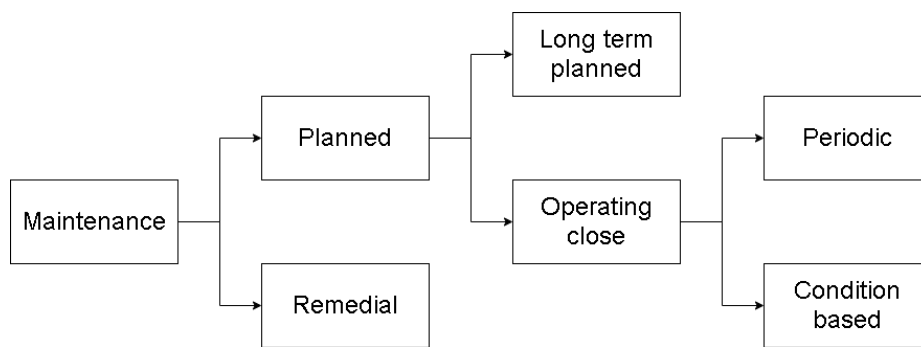 Long term
planned
Planned
Periodic
Maintenance
Operating
close
Remedial
Condition
based